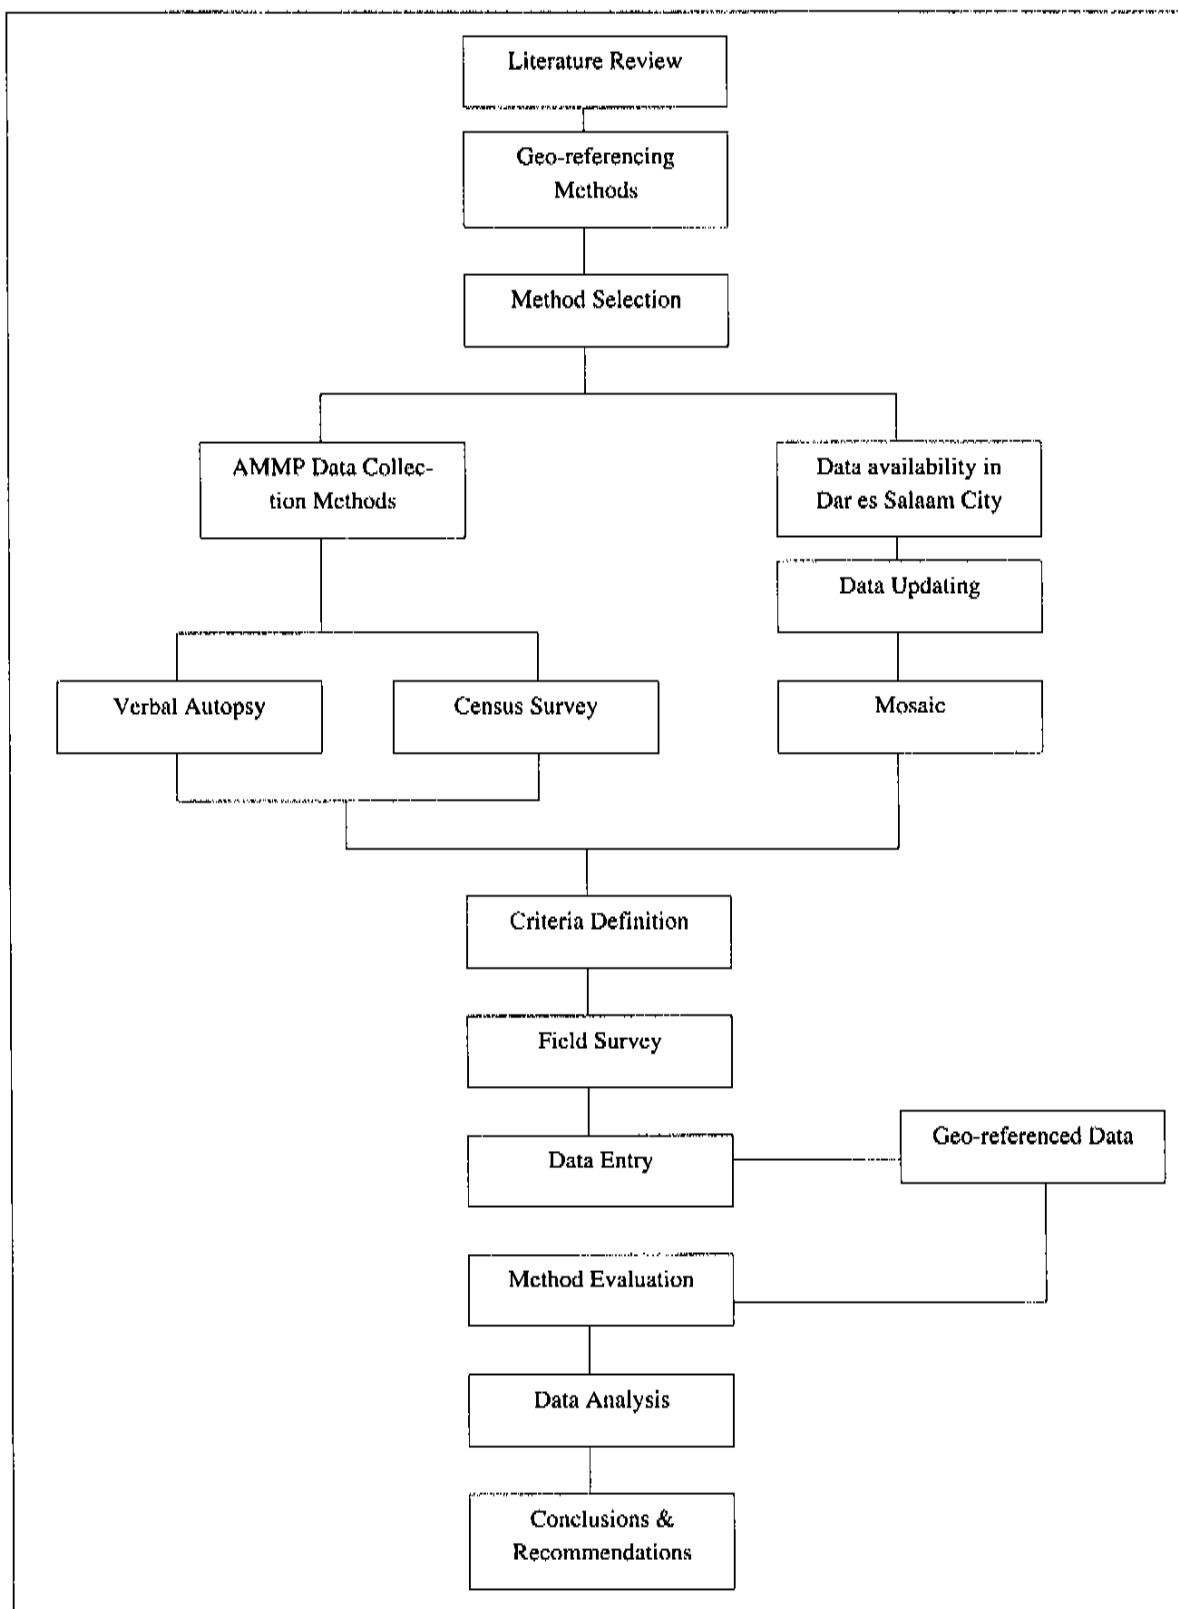 Literature Review
Geo-referencing
Methods
Method Selection
AMMP Data Collec-
tion Methods
Data availability in
Dar es Salaam City
Data Updating
Verbal Autopsy
Census Survey
Mosaic
Criteria Definition
Field Survey
Geo-referenced Data
Data Entry
Method Evaluation
Data Analysis
Conclusions &
Recommendations